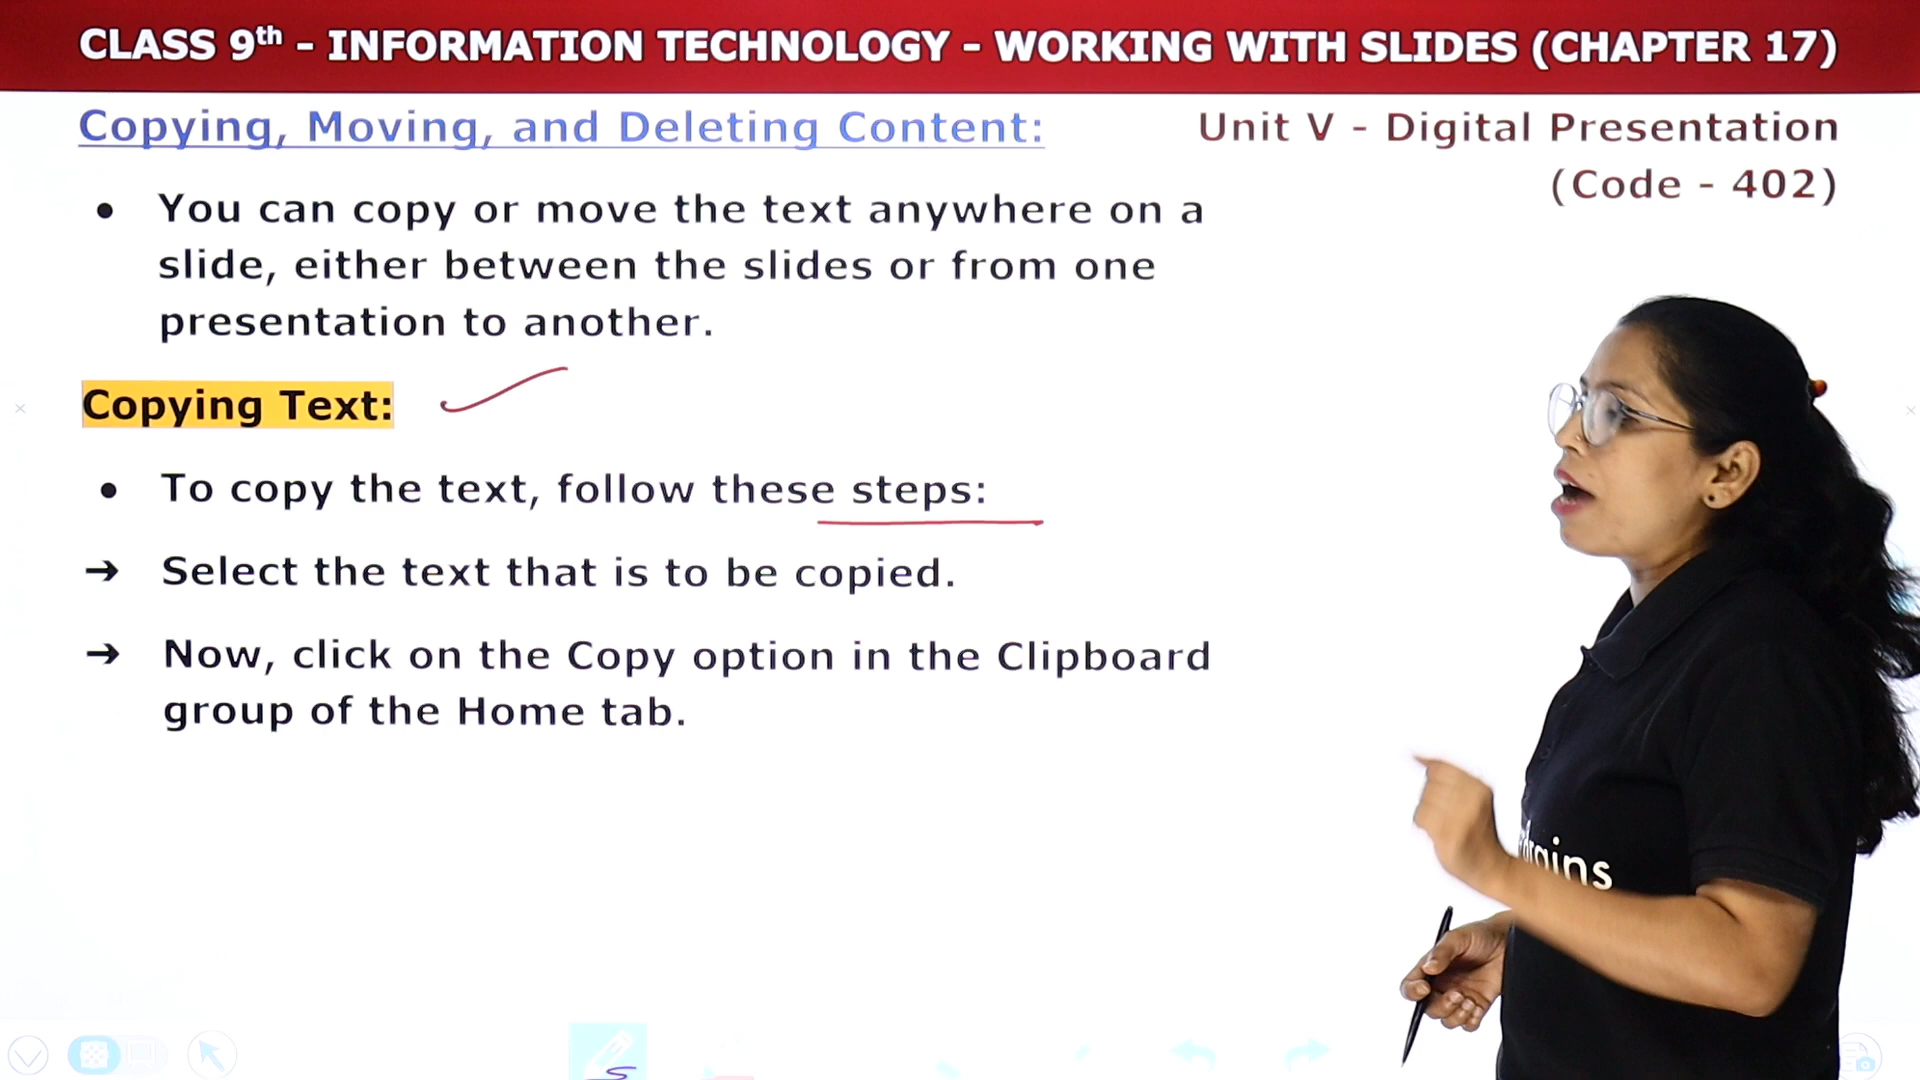 CLASS 9th - INFORMATION TECHNOLOGY - WORKING WITH SLIDES (CHAPTER 17)
Copying, Moving, and Deleting Content:
Unit V - Digital Presentation
(Code - 402)
• You can copy or move the text anywhere on a
slide, either between the slides or from one
presentation to another.
Copying Text:
• To copy the text, follow these steps:
➔ Select the text that is to be copied.
➔ Now, click on the Copy option in the Clipboard
group of the Home tab.